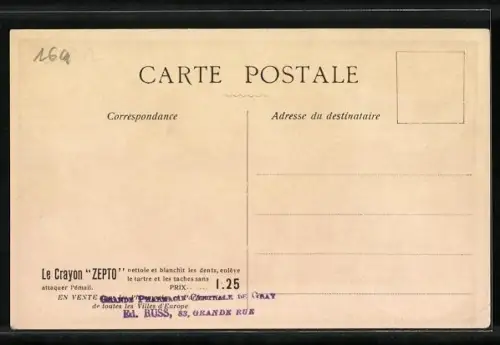 16a
CARTE POSTALE
Correspondance
Adresse du destinataire
Le Crayon "ZEPTO" nettoie et blanchit les dents, enlève
le tartre et les taches sans
attaquer l'émail. PRIX..... 1.25
EN VENTE
de toutes les Villes d'Europe
GRANDE PHARMACIE CENTRALE DE GRAY
Ed. BUSS, 83, GRANDE RUE